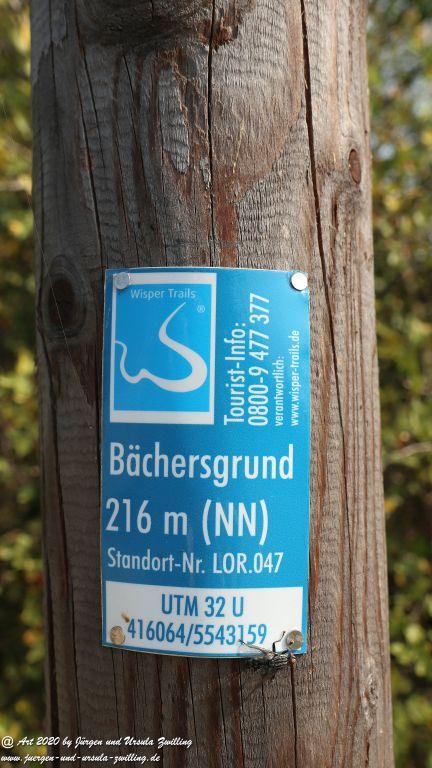 Wisper Trails
®
Tourist-Info:
0800-9 477 377
verantwortlich:
www.wisper-trails.de
Bächersgrund
216 m (NN)
Standort-Nr. LOR.047
UTM 32 U
416064/5543159
@ Art 2020 by Jürgen und Ursula Zwilling
www.juergen-und-ursula-zwilling.de